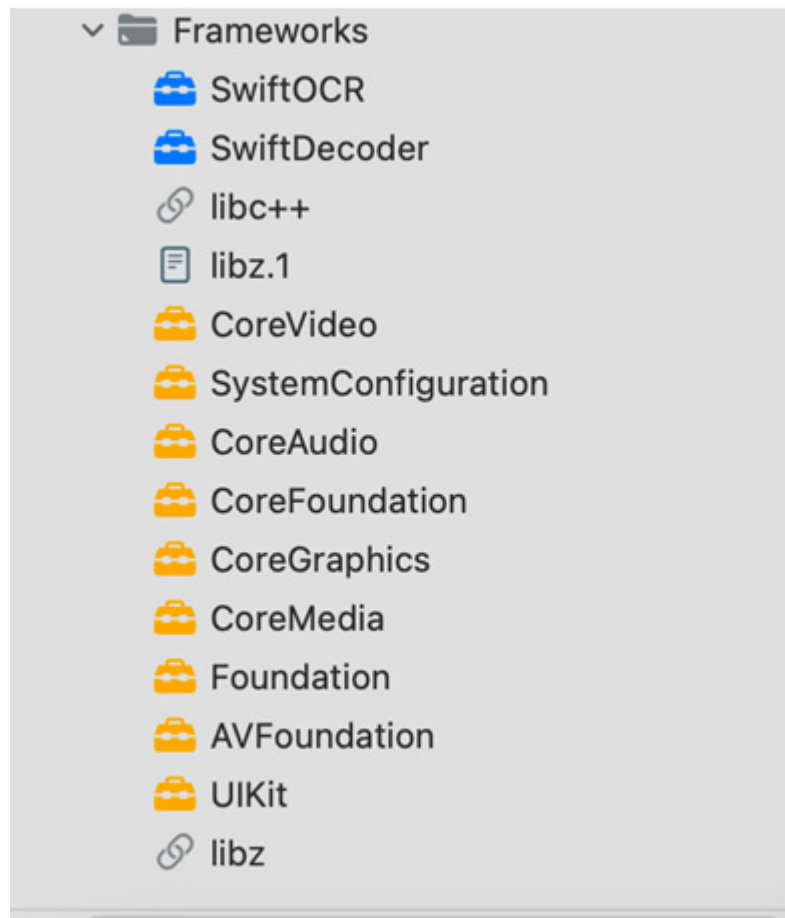 Frameworks
SwiftOCR
SwiftDecoder
libc++
libz.1
CoreVideo
SystemConfiguration
CoreAudio
CoreFoundation
CoreGraphics
CoreMedia
Foundation
AVFoundation
UIKit
libz